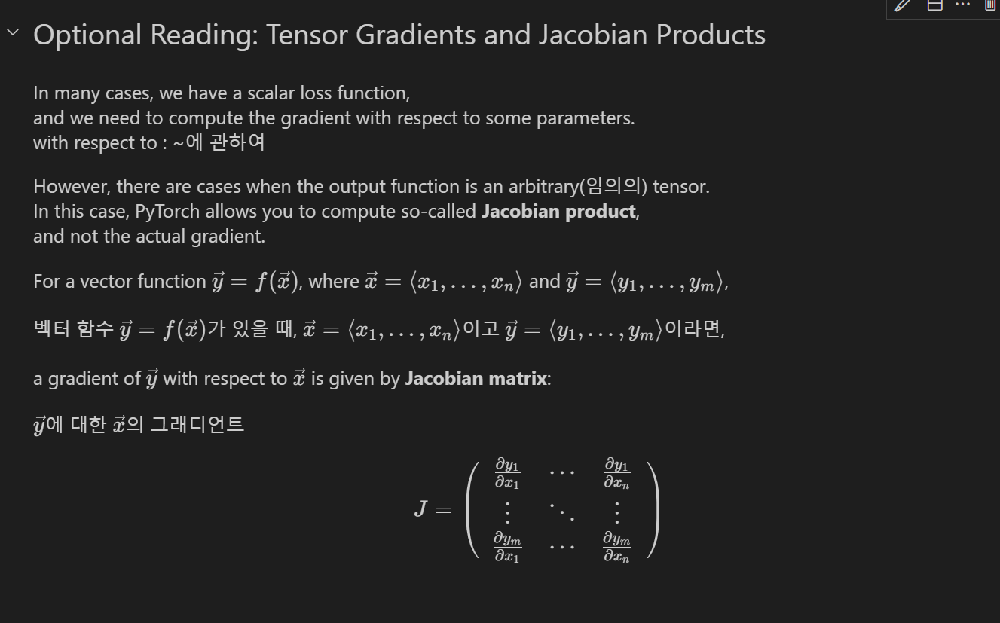 Optional Reading: Tensor Gradients and Jacobian Products
In many cases, we have a scalar loss function,
and we need to compute the gradient with respect to some parameters.
with respect to : ~에 관하여
However, there are cases when the output function is an arbitrary(임의의) tensor.
In this case, PyTorch allows you to compute so-called Jacobian product,
and not the actual gradient.
For a vector function $\vec{y} = f(\vec{x})$, where $\vec{x} = \langle x_1, \ldots, x_n \rangle$ and $\vec{y} = \langle y_1, \ldots, y_m \rangle$,
벡터 함수 $\vec{y} = f(\vec{x})$가 있을 때, $\vec{x} = \langle x_1, \ldots, x_n \rangle$이고 $\vec{y} = \langle y_1, \ldots, y_m \rangle$이라면,
a gradient of $\vec{y}$ with respect to $\vec{x}$ is given by Jacobian matrix:
$\vec{y}$에 대한 $\vec{x}$의 그래디언트
$J = \begin{pmatrix} \frac{\partial y_1}{\partial x_1} & \cdots & \frac{\partial y_1}{\partial x_n} \\ \vdots & \ddots & \vdots \\ \frac{\partial y_m}{\partial x_1} & \cdots & \frac{\partial y_m}{\partial x_n} \end{pmatrix}$